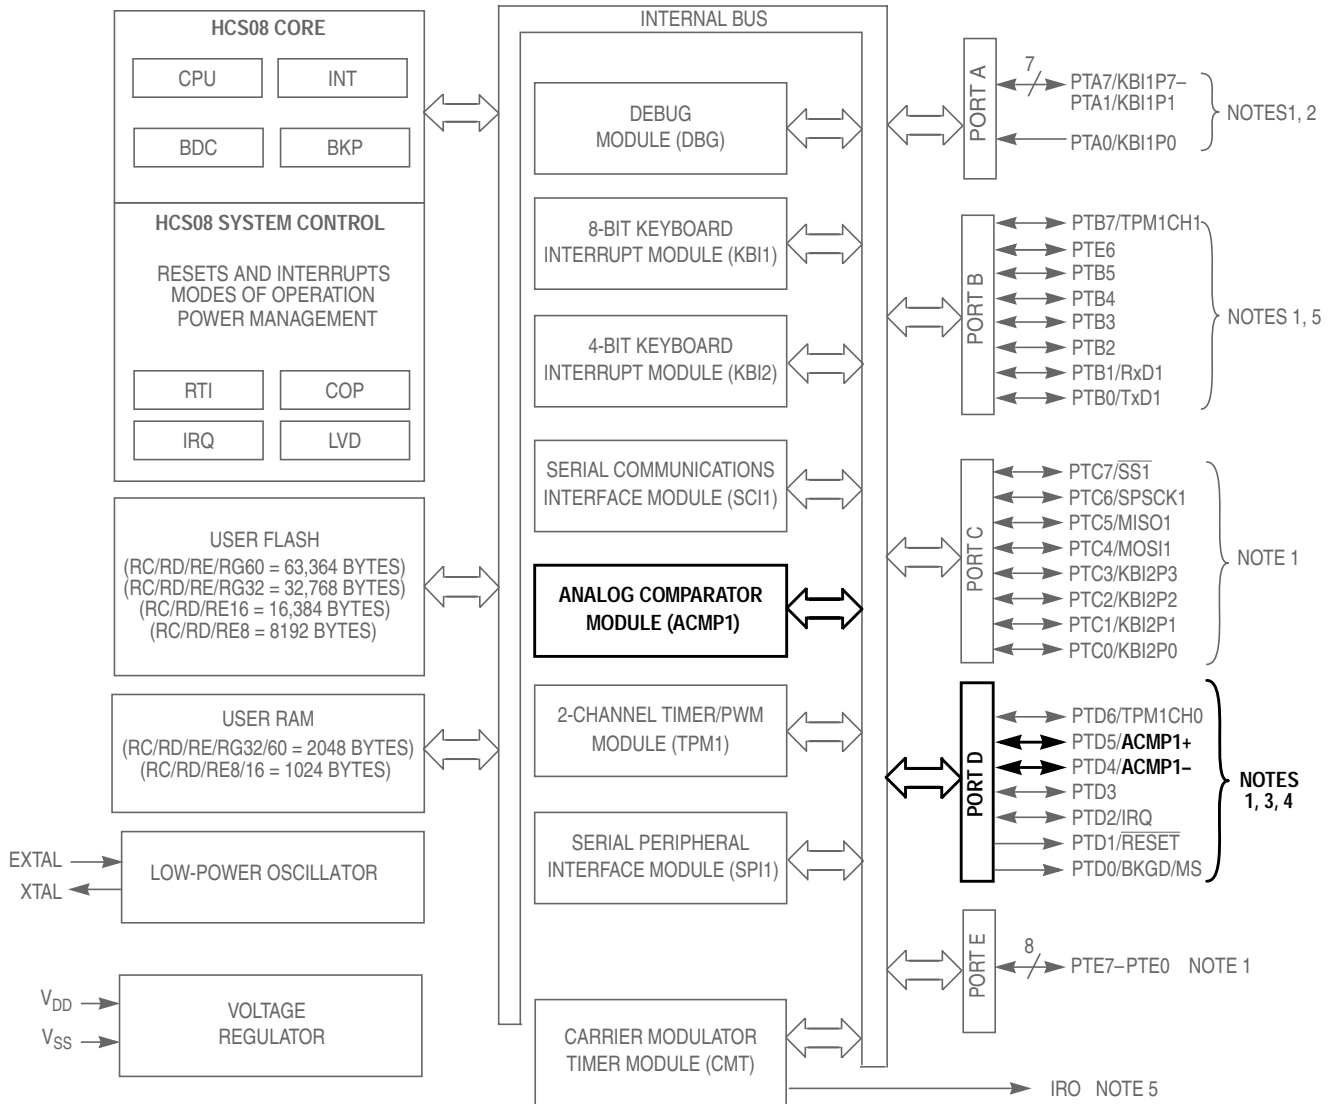 INTERNAL BUS
HCS08 CORE
CPU
INT
BDC
BKP
HCS08 SYSTEM CONTROL
RESETS AND INTERRUPTS
MODES OF OPERATION
POWER MANAGEMENT
RTI
COP
IRQ
LVD
USER FLASH
(RC/RD/RE/RG60 = 63,364 BYTES)
(RC/RD/RE/RG32 = 32,768 BYTES)
(RC/RD/RE16 = 16,384 BYTES)
(RC/RD/RE8 = 8192 BYTES)
USER RAM
(RC/RD/RE/RG32/60 = 2048 BYTES)
(RC/RD/RE8/16 = 1024 BYTES)
EXTAL
XTAL
LOW-POWER OSCILLATOR
VDD
VSS
VOLTAGE
REGULATOR
DEBUG
MODULE (DBG)
8-BIT KEYBOARD
INTERRUPT MODULE (KBI1)
4-BIT KEYBOARD
INTERRUPT MODULE (KBI2)
SERIAL COMMUNICATIONS
INTERFACE MODULE (SCI1)
ANALOG COMPARATOR
MODULE (ACMP1)
2-CHANNEL TIMER/PWM
MODULE (TPM1)
SERIAL PERIPHERAL
INTERFACE MODULE (SPI1)
CARRIER MODULATOR
TIMER MODULE (CMT)
PORT A
7
PTA7/KBI1P7–
PTA1/KBI1P1
PTA0/KBI1P0
NOTES1, 2
PORT B
PTB7/TPM1CH1
PTE6
PTB5
PTB4
PTB3
PTB2
PTB1/RxD1
PTB0/TxD1
NOTES 1, 5
PORT C
PTC7/SS1
PTC6/SPSCK1
PTC5/MISO1
PTC4/MOSI1
PTC3/KBI2P3
PTC2/KBI2P2
PTC1/KBI2P1
PTC0/KBI2P0
NOTE 1
PORT D
PTD6/TPM1CH0
PTD5/ACMP1+
PTD4/ACMP1–
PTD3
PTD2/IRQ
PTD1/RESET
PTD0/BKGD/MS
NOTES
1, 3, 4
PORT E
8
PTE7–PTE0 NOTE 1
IRO NOTE 5